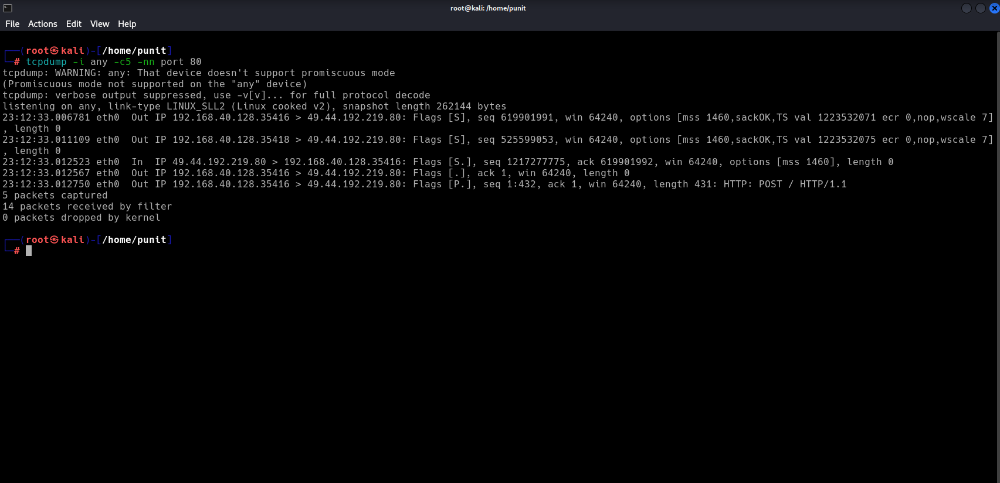 root@kali: /home/punit
File Actions Edit View Help
┌──(root㉿kali)-[/home/punit]
└─# tcpdump -i any -c5 -nn port 80
tcpdump: WARNING: any: That device doesn't support promiscuous mode
(Promiscuous mode not supported on the "any" device)
tcpdump: verbose output suppressed, use -v[v]... for full protocol decode
listening on any, link-type LINUX_SLL2 (Linux cooked v2), snapshot length 262144 bytes
23:12:33.006781 eth0  Out IP 192.168.40.128.35416 > 49.44.192.219.80: Flags [S], seq 619901991, win 64240, options [mss 1460,sackOK,TS val 1223532071 ecr 0,nop,wscale 7]
, length 0
23:12:33.011109 eth0  Out IP 192.168.40.128.35418 > 49.44.192.219.80: Flags [S], seq 525599053, win 64240, options [mss 1460,sackOK,TS val 1223532075 ecr 0,nop,wscale 7]
, length 0
23:12:33.012523 eth0  In  IP 49.44.192.219.80 > 192.168.40.128.35416: Flags [S.], seq 1217277775, ack 619901992, win 64240, options [mss 1460], length 0
23:12:33.012567 eth0  Out IP 192.168.40.128.35416 > 49.44.192.219.80: Flags [.], ack 1, win 64240, length 0
23:12:33.012750 eth0  Out IP 192.168.40.128.35416 > 49.44.192.219.80: Flags [P.], seq 1:432, ack 1, win 64240, length 431: HTTP: POST / HTTP/1.1
5 packets captured
14 packets received by filter
0 packets dropped by kernel
┌──(root㉿kali)-[/home/punit]
└─#